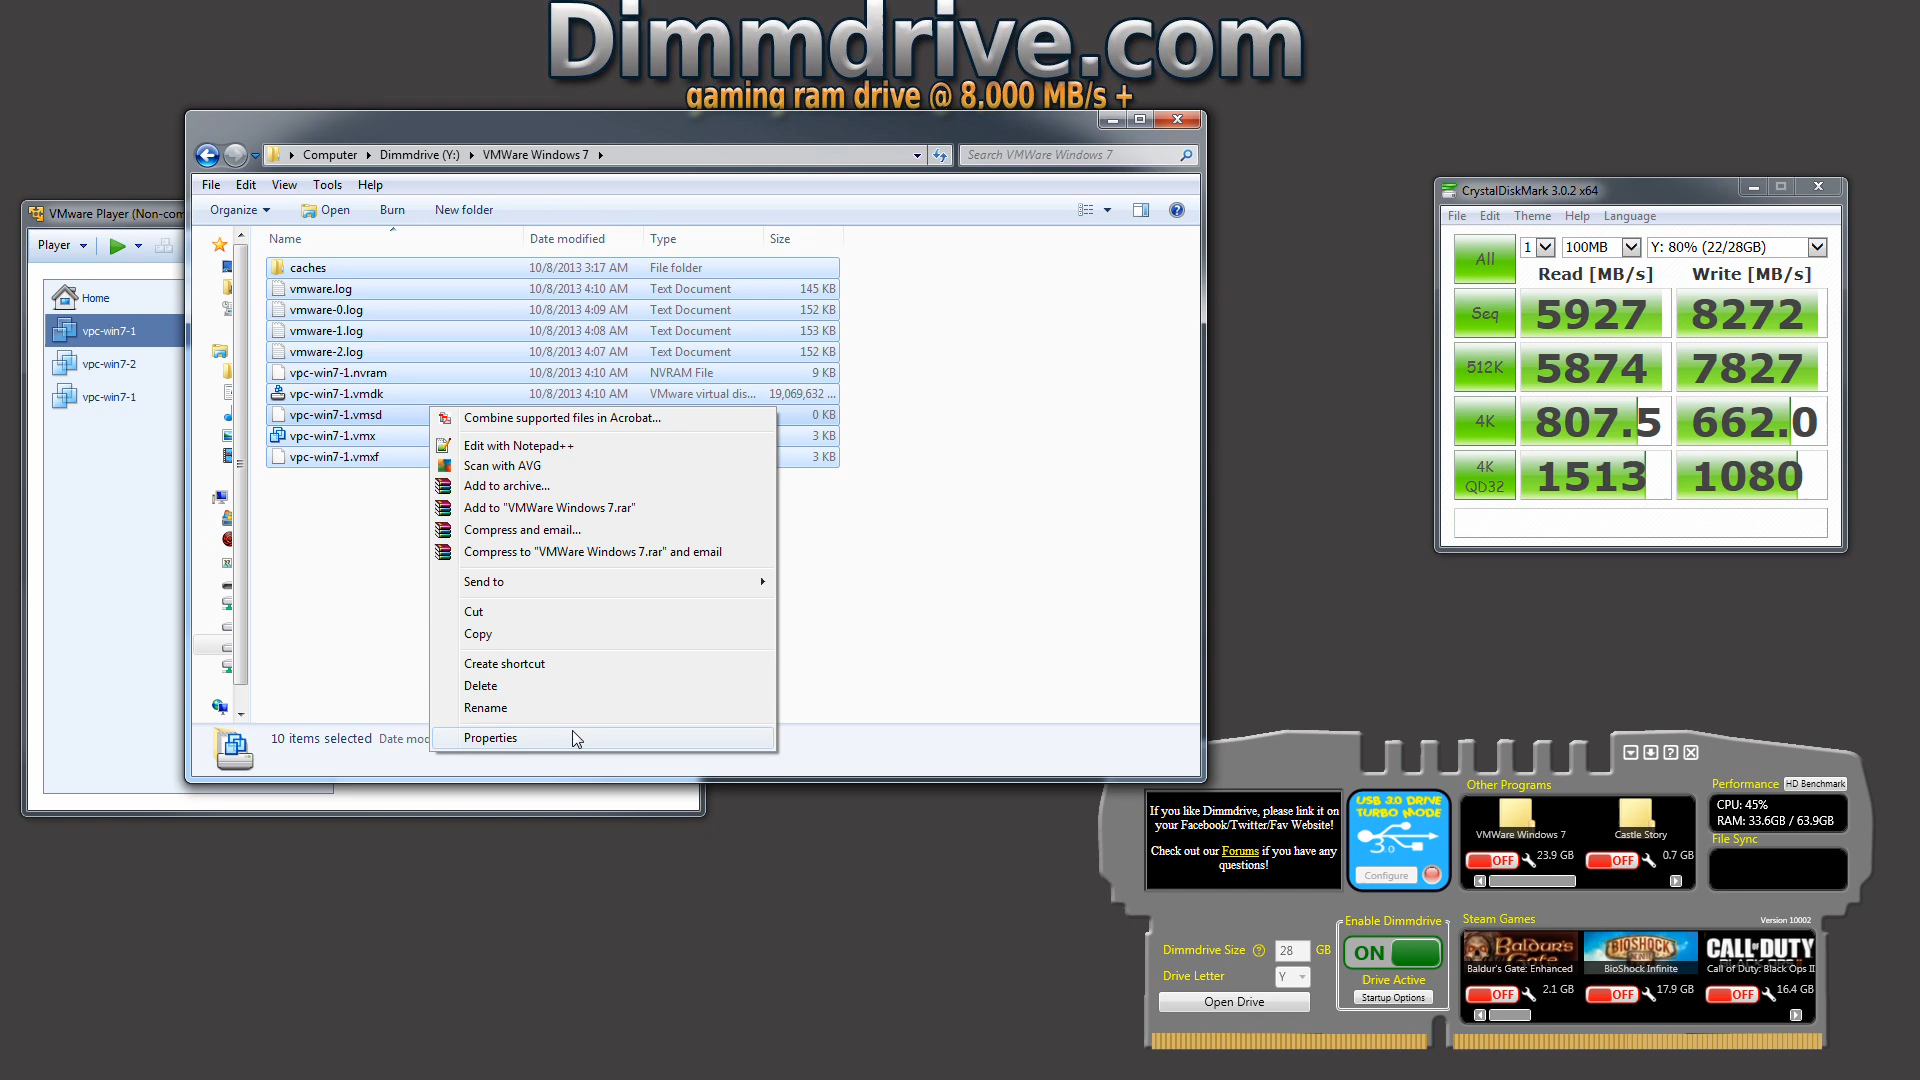 Dimmdrive.com
gaming ram drive @ 8,000 MB/s +
VMware Player (Non-com
Player
Home
vpc-win7-1
vpc-win7-2
vpc-win7-1
Computer Dimmdrive (Y:) VMWare Windows 7
Search VMWare Windows 7
File Edit View Tools Help
Organize Open Burn New folder
Name Date modified Type Size
caches 10/8/2013 3:17 AM File folder
vmware.log 10/8/2013 4:10 AM Text Document 145 KB
vmware-0.log 10/8/2013 4:09 AM Text Document 152 KB
vmware-1.log 10/8/2013 4:08 AM Text Document 153 KB
vmware-2.log 10/8/2013 4:07 AM Text Document 152 KB
vpc-win7-1.nvram 10/8/2013 4:10 AM NVRAM File 9 KB
vpc-win7-1.vmdk 10/8/2013 4:10 AM VMware virtual dis... 19,069,632 ...
vpc-win7-1.vmsd 0 KB
vpc-win7-1.vmx 3 KB
vpc-win7-1.vmxf 3 KB
Combine supported files in Acrobat...
Edit with Notepad++
Scan with AVG
Add to archive...
Add to "VMWare Windows 7.rar"
Compress and email...
Compress to "VMWare Windows 7.rar" and email
Send to
Cut
Copy
Create shortcut
Delete
Rename
Properties
10 items selected Date moo
CrystalDiskMark 3.0.2 x64
File Edit Theme Help Language
All 1 100MB Y: 80% (22/28GB)
Read [MB/s] Write [MB/s]
Seq 5927 8272
512K 5874 7827
4K 807.5 662.0
4K QD32 1513 1080
If you like Dimmdrive, please link it on
your Facebook/Twitter/Fav Website!
Check out our Forums if you have any
questions!
USB 3.0 DRIVE
TURBO MODE
3.0
Configure
Other Programs
VMWare Windows 7 Castle Story
OFF 23.9 GB OFF 0.7 GB
Performance HD Benchmark
CPU: 45%
RAM: 33.6GB / 63.9GB
File Sync
Dimmdrive Size ? 28 GB
Drive Letter Y
Open Drive
Enable Dimmdrive
ON
Drive Active
Startup Options
Steam Games Version 10002
Baldur's Gate BIOSHOCK INFINITE CALL OF DUTY BLACK OPS II
Baldur's Gate: Enhanced BioShock Infinite Call of Duty: Black Ops II
OFF 2.1 GB OFF 17.9 GB OFF 16.4 GB